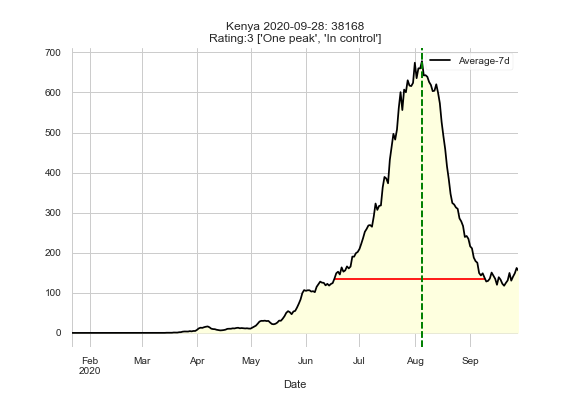 Kenya 2020-09-28: 38168
Rating:3 ['One peak', 'In control']
Average-7d
700
600
500
400
300
200
100
0
Feb Mar Apr May Jun Jul Aug Sep
2020
Date